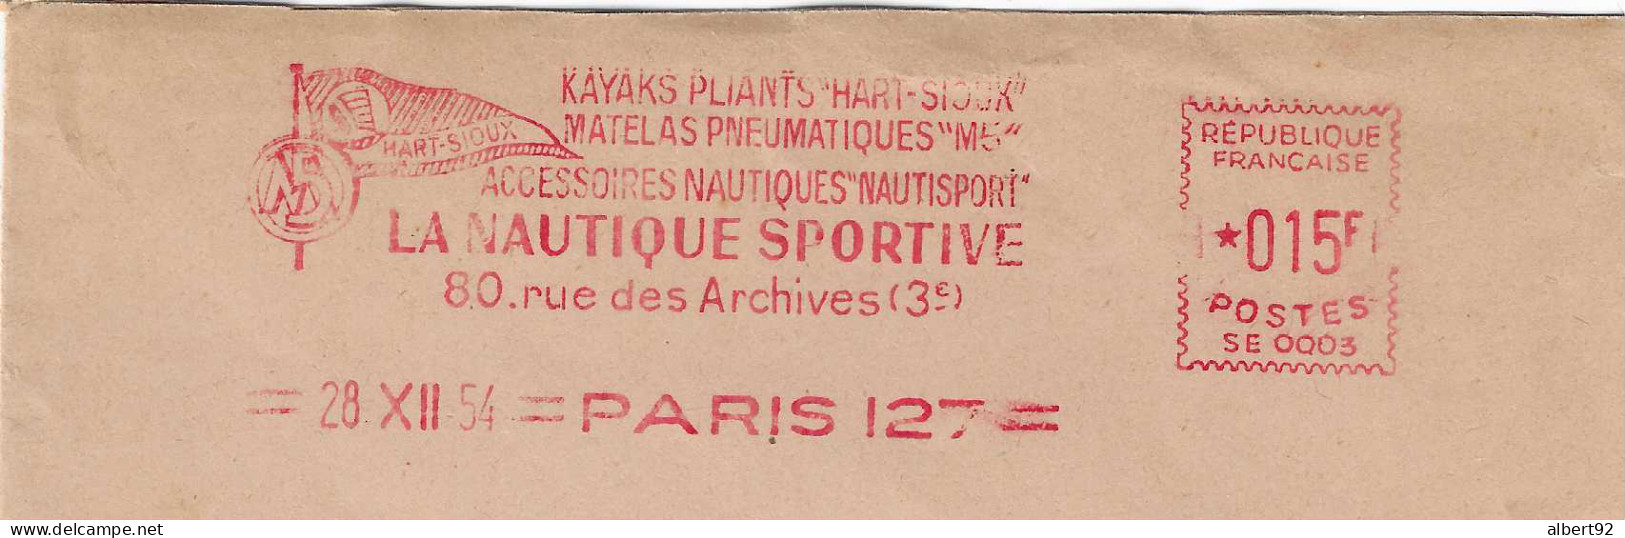 KAYAKS PLIANTS "HART-SIOUX"
MATELAS PNEUMATIQUES "M5"
ACCESSOIRES NAUTIQUES "NAUTISPORT"
LA NAUTIQUE SPORTIVE
80. rue des Archives (3e)
HART-SIOUX
RÉPUBLIQUE
FRANCAISE
*015F
POSTES
SE 0003
= 28 XII 54 = PARIS 127 =
www.delcampe.net
albert92